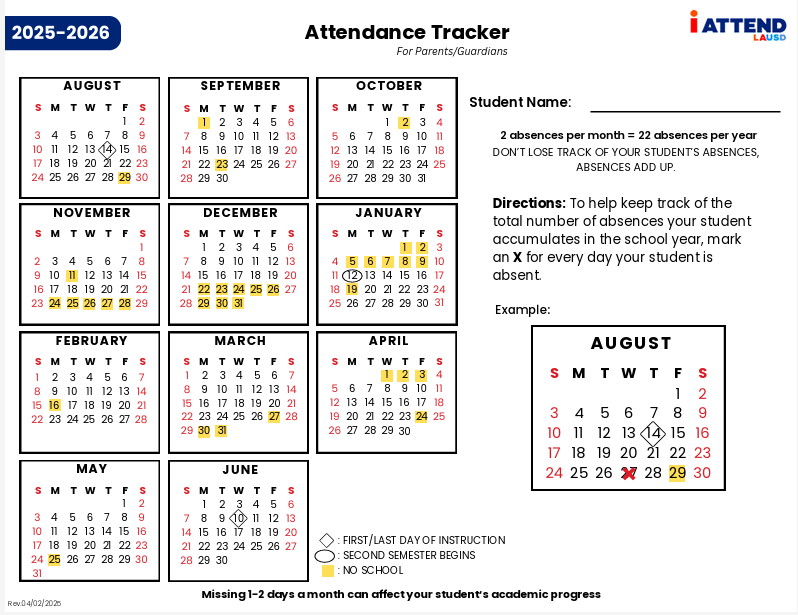 2025-2026
Attendance Tracker
For Parents/Guardians
i ATTEND
LAUSD
AUGUST
S M T W T F S
1 2
3 4 5 6 7 8 9
10 11 12 13 14 15 16
17 18 19 20 21 22 23
24 25 26 27 28 29 30
SEPTEMBER
S M T W T F S
1 2 3 4 5 6
7 8 9 10 11 12 13
14 15 16 17 18 19 20
21 22 23 24 25 26 27
28 29 30
OCTOBER
S M T W T F S
1 2 3 4
5 6 7 8 9 10 11
12 13 14 15 16 17 18
19 20 21 22 23 24 25
26 27 28 29 30 31
NOVEMBER
S M T W T F S
1
2 3 4 5 6 7 8
9 10 11 12 13 14 15
16 17 18 19 20 21 22
23 24 25 26 27 28 29
DECEMBER
S M T W T F S
1 2 3 4 5 6
7 8 9 10 11 12 13
14 15 16 17 18 19 20
21 22 23 24 25 26 27
28 29 30 31
JANUARY
S M T W T F S
1 2 3
4 5 6 7 8 9 10
11 12 13 14 15 16 17
18 19 20 21 22 23 24
25 26 27 28 29 30 31
FEBRUARY
S M T W T F S
1 2 3 4 5 6 7
8 9 10 11 12 13 14
15 16 17 18 19 20 21
22 23 24 25 26 27 28
MARCH
S M T W T F S
1 2 3 4 5 6 7
8 9 10 11 12 13 14
15 16 17 18 19 20 21
22 23 24 25 26 27 28
29 30 31
APRIL
S M T W T F S
1 2 3 4
5 6 7 8 9 10 11
12 13 14 15 16 17 18
19 20 21 22 23 24 25
26 27 28 29 30
MAY
S M T W T F S
1 2
3 4 5 6 7 8 9
10 11 12 13 14 15 16
17 18 19 20 21 22 23
24 25 26 27 28 29 30
31
JUNE
S M T W T F S
1 2 3 4 5 6
7 8 9 10 11 12 13
14 15 16 17 18 19 20
21 22 23 24 25 26 27
28 29 30
Student Name:
2 absences per month = 22 absences per year
DON'T LOSE TRACK OF YOUR STUDENT'S ABSENCES,
ABSENCES ADD UP.
Directions: To help keep track of the
total number of absences your student
accumulates in the school year, mark
an X for every day your student is
absent.
Example:
AUGUST
S M T W T F S
1 2
3 4 5 6 7 8 9
10 11 12 13 14 15 16
17 18 19 20 21 22 23
24 25 26 27 28 29 30
: FIRST/LAST DAY OF INSTRUCTION
: SECOND SEMESTER BEGINS
: NO SCHOOL
Missing 1-2 days a month can affect your student's academic progress
Rev.04/02/2025